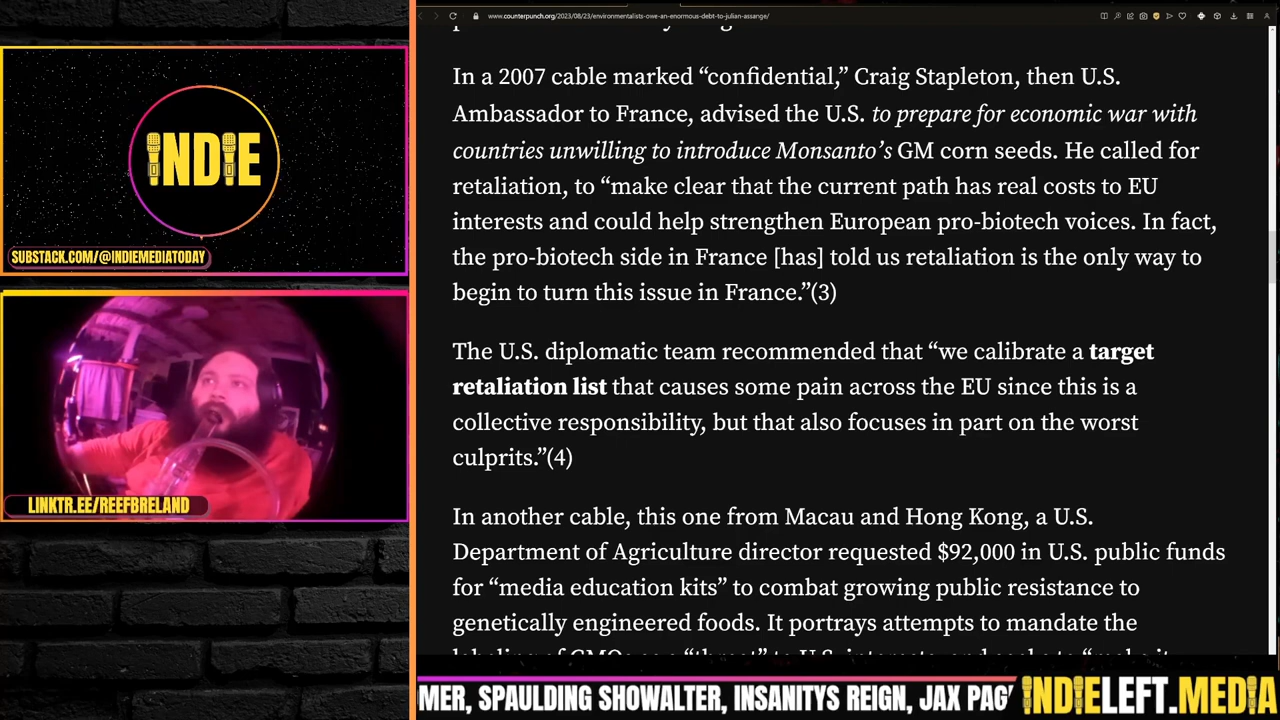 www.counterpunch.org/2023/08/23/environmentalists-owe-an-enormous-debt-to-julian-assange/
INDIE
SUBSTACK.COM/@INDIEMEDIATODAY
LINKTR.EE/REEFBRELAND
In a 2007 cable marked “confidential,” Craig Stapleton, then U.S.
Ambassador to France, advised the U.S. to prepare for economic war with
countries unwilling to introduce Monsanto’s GM corn seeds. He called for
retaliation, to “make clear that the current path has real costs to EU
interests and could help strengthen European pro-biotech voices. In fact,
the pro-biotech side in France [has] told us retaliation is the only way to
begin to turn this issue in France.”(3)
The U.S. diplomatic team recommended that “we calibrate a target
retaliation list that causes some pain across the EU since this is a
collective responsibility, but that also focuses in part on the worst
culprits.”(4)
In another cable, this one from Macau and Hong Kong, a U.S.
Department of Agriculture director requested $92,000 in U.S. public funds
for “media education kits” to combat growing public resistance to
genetically engineered foods. It portrays attempts to mandate the
MER, SPAULDING SHOWALTER, INSANITYS REIGN, JAX PAG
INDIELEFT.MEDIA